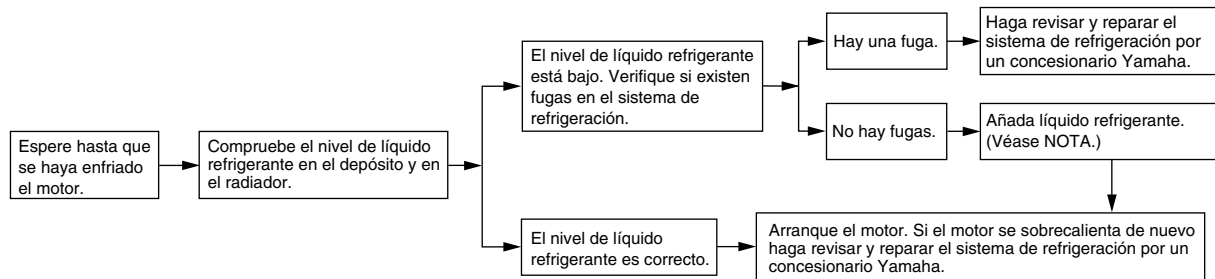 Espere hasta que
se haya enfriado
el motor.
Compruebe el nivel de líquido
refrigerante en el depósito y en
el radiador.
El nivel de líquido refrigerante
está bajo. Verifique si existen
fugas en el sistema de
refrigeración.
Hay una fuga.
Haga revisar y reparar el
sistema de refrigeración por
un concesionario Yamaha.
No hay fugas.
Añada líquido refrigerante.
(Véase NOTA.)
El nivel de líquido
refrigerante es correcto.
Arranque el motor. Si el motor se sobrecalienta de nuevo
haga revisar y reparar el sistema de refrigeración por un
concesionario Yamaha.